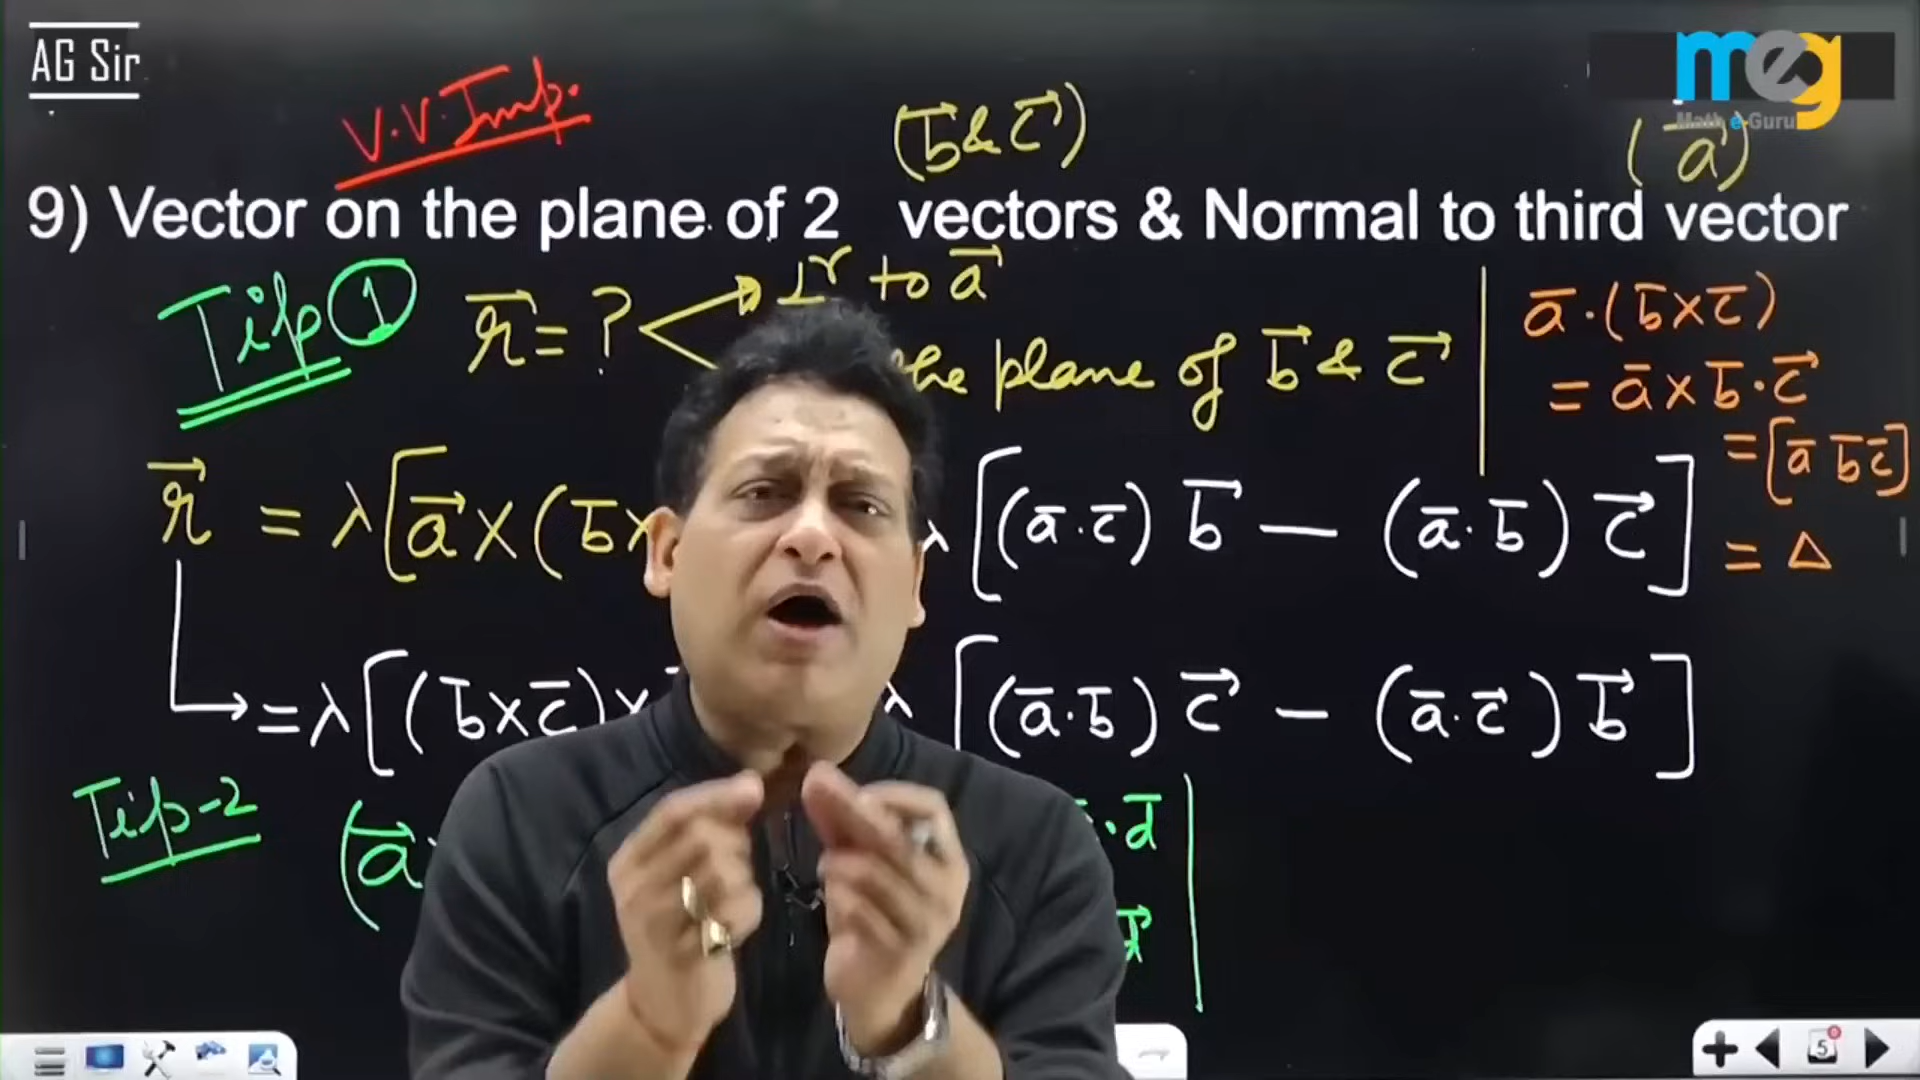 AG Sir
meg
Math e-Guru
V.V.Imp.
(b⃗ & c⃗)
(a⃗)
9) Vector on the plane of 2 vectors & Normal to third vector
Tip ①
r⃗ = ? ⊥r to a⃗
the plane of b⃗ & c⃗
a̅·(b̅×c̅)
= a̅×b̅·c⃗
= [a̅ b̅ c̅]
= Δ
r⃗ = λ[a⃗×(b̅× λ[(a̅·c̅) b⃗ − (a̅·b̅) c⃗]
= λ[(b̅×c̅)× λ[(a̅·b̅) c⃗ − (a̅·c⃗) b⃗]
Tip-2
(a⃗ ·d̅
d⃗
5